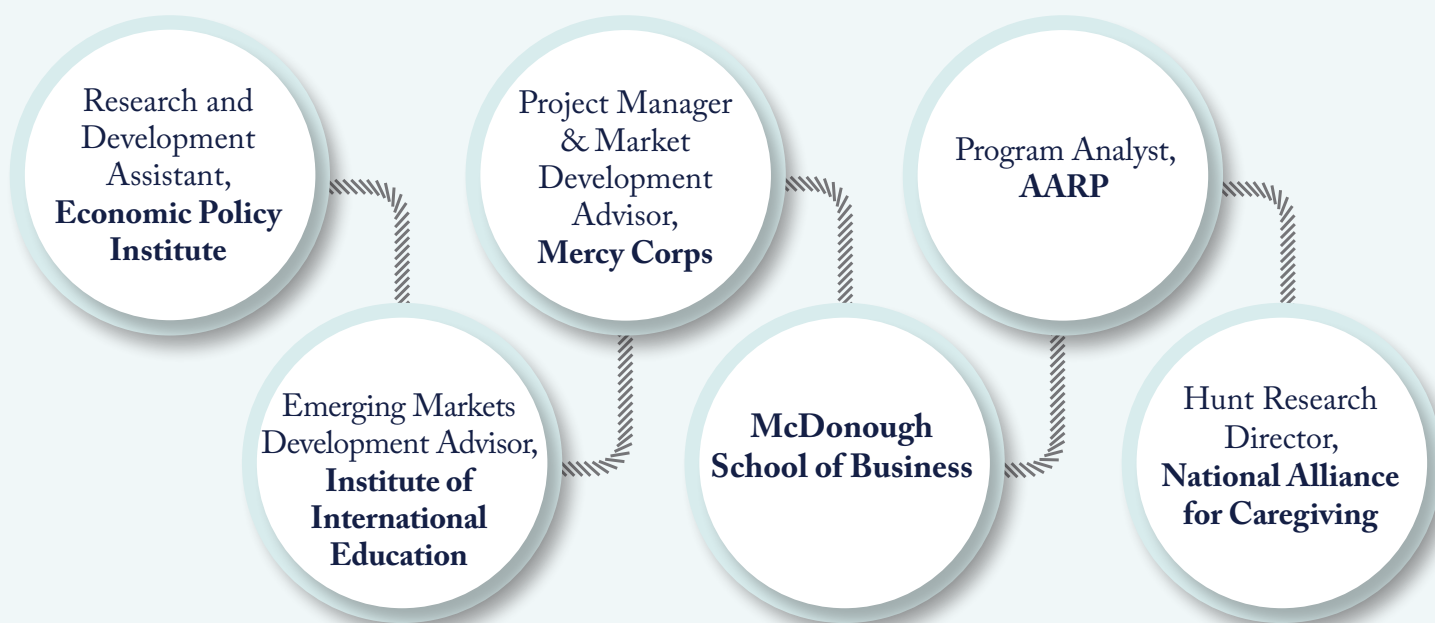 Research and
Development
Assistant,
Economic Policy
Institute
Emerging Markets
Development Advisor,
Institute of
International
Education
Project Manager
& Market
Development
Advisor,
Mercy Corps
McDonough
School of Business
Program Analyst,
AARP
Hunt Research
Director,
National Alliance
for Caregiving